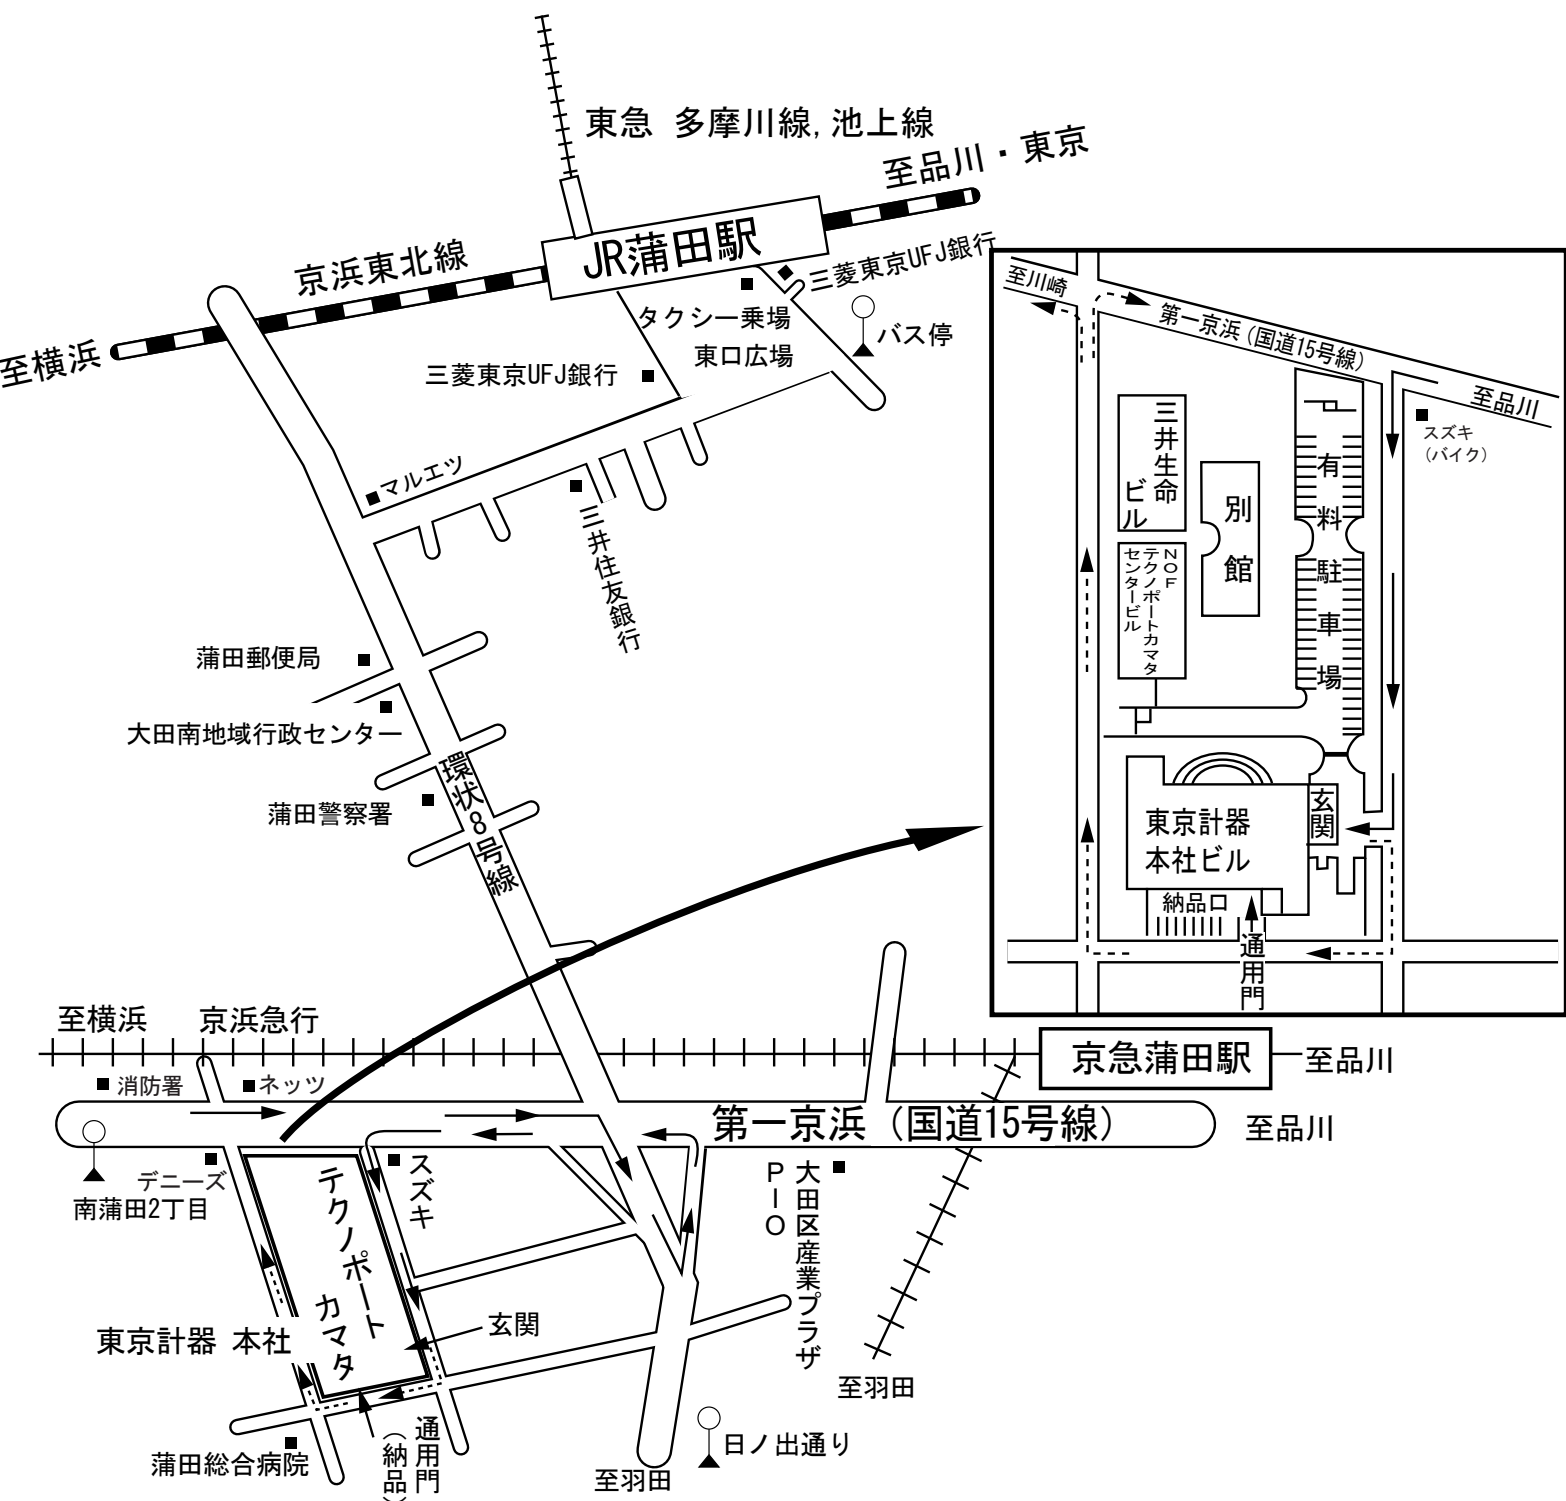 東急 多摩川線, 池上線
至品川・東京
JR蒲田駅
京浜東北線
至横浜
三菱東京UFJ銀行
タクシー乗場
東口広場
バス停
三菱東京UFJ銀行
マルエツ
三井住友銀行
蒲田郵便局
大田南地域行政センター
蒲田警察署
環状8号線
至川崎
第一京浜（国道15号線）
至品川
スズキ
（バイク）
三井生命
ビル
別館
有料駐車場
NOF
テクノポートカマタ
センタービル
東京計器
本社ビル
玄関
納品口
通用門
至横浜
京浜急行
京急蒲田駅
至品川
消防署
ネッツ
第一京浜（国道15号線）
至品川
デニーズ
南蒲田2丁目
テクノポート
カマタ
スズキ
大田区産業プラザ
PIO
東京計器 本社
玄関
至羽田
蒲田総合病院
通用門
（納品）
日ノ出通り
至羽田